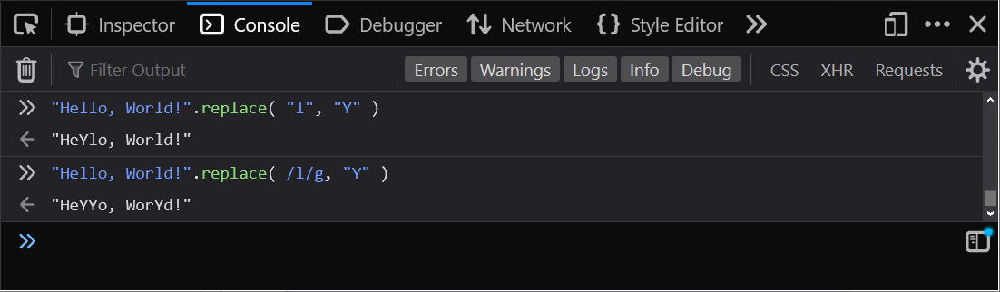 Inspector Console Debugger Network Style Editor
Filter Output Errors Warnings Logs Info Debug CSS XHR Requests
"Hello, World!".replace( "l", "Y" )
"HeYlo, World!"
"Hello, World!".replace( /l/g, "Y" )
"HeYYo, WorYd!"